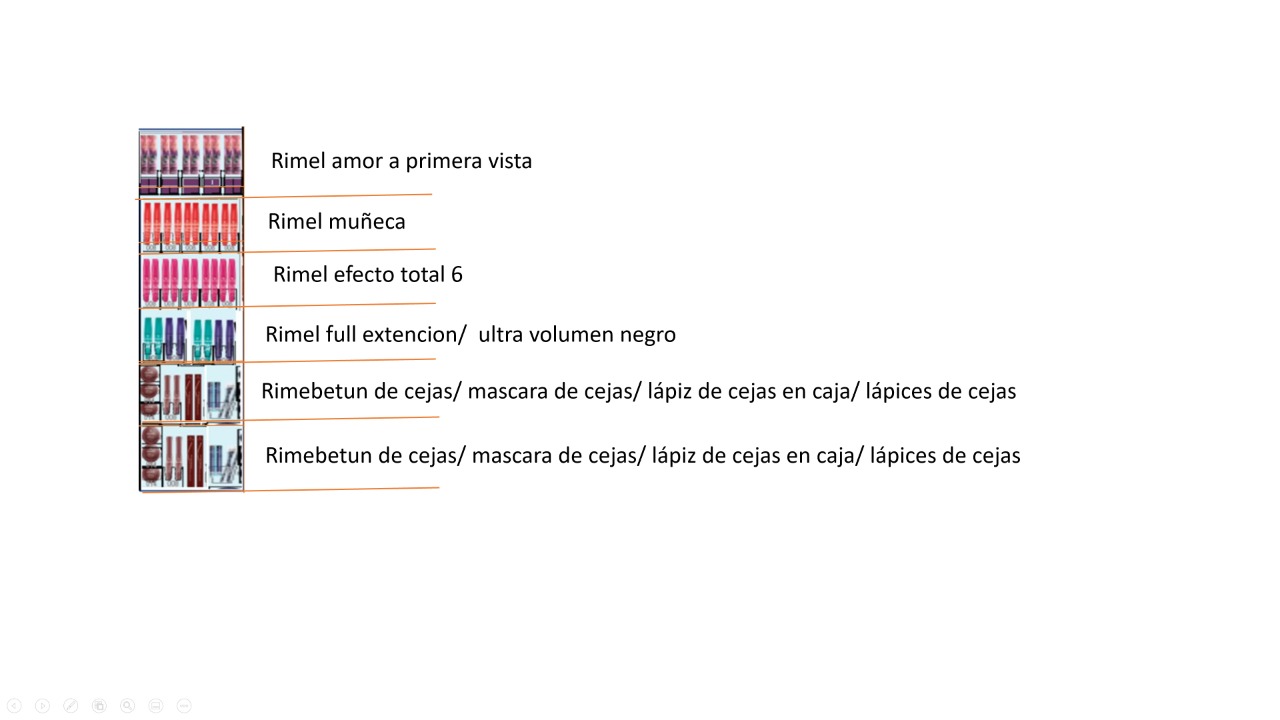 Rimel amor a primera vista
Rimel muñeca
Rimel efecto total 6
Rimel full extencion/ ultra volumen negro
Rimebetun de cejas/ mascara de cejas/ lápiz de cejas en caja/ lápices de cejas
Rimebetun de cejas/ mascara de cejas/ lápiz de cejas en caja/ lápices de cejas